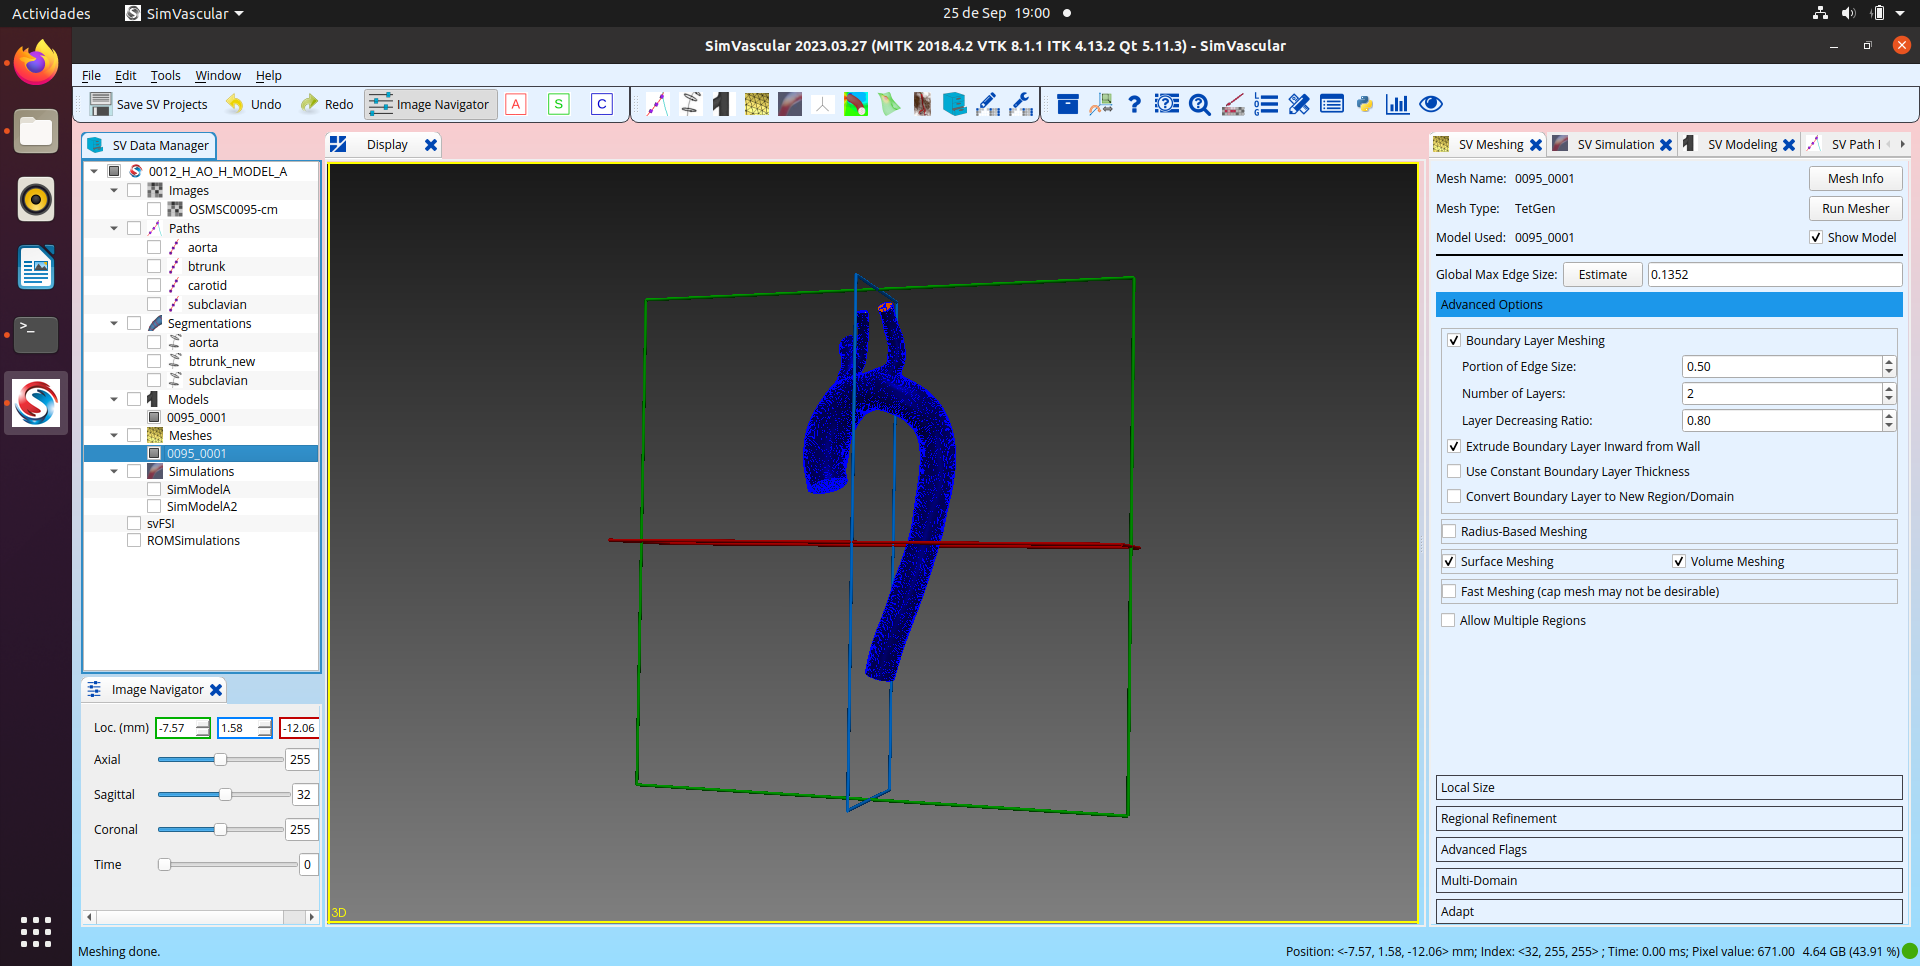 Actividades SimVascular 25 de Sep 19:00
SimVascular 2023.03.27 (MITK 2018.4.2 VTK 8.1.1 ITK 4.13.2 Qt 5.11.3) - SimVascular
File Edit Tools Window Help
Save SV Projects Undo Redo Image Navigator A S C
SV Data Manager
0012_H_AO_H_MODEL_A
Images
OSMSC0095-cm
Paths
aorta
btrunk
carotid
subclavian
Segmentations
aorta
btrunk_new
subclavian
Models
0095_0001
Meshes
0095_0001
Simulations
SimModelA
SimModelA2
svFSI
ROMSimulations
Image Navigator
Loc. (mm) -7.57 1.58 -12.06
Axial 255
Sagittal 32
Coronal 255
Time 0
Display
3D
SV Meshing SV Simulation SV Modeling SV Path
Mesh Name: 0095_0001 Mesh Info
Mesh Type: TetGen Run Mesher
Model Used: 0095_0001 Show Model
Global Max Edge Size: Estimate 0.1352
Advanced Options
Boundary Layer Meshing
Portion of Edge Size: 0.50
Number of Layers: 2
Layer Decreasing Ratio: 0.80
Extrude Boundary Layer Inward from Wall
Use Constant Boundary Layer Thickness
Convert Boundary Layer to New Region/Domain
Radius-Based Meshing
Surface Meshing Volume Meshing
Fast Meshing (cap mesh may not be desirable)
Allow Multiple Regions
Local Size
Regional Refinement
Advanced Flags
Multi-Domain
Adapt
Meshing done. Position: <-7.57, 1.58, -12.06> mm; Index: <32, 255, 255> ; Time: 0.00 ms; Pixel value: 671.00 4.64 GB (43.91 %)